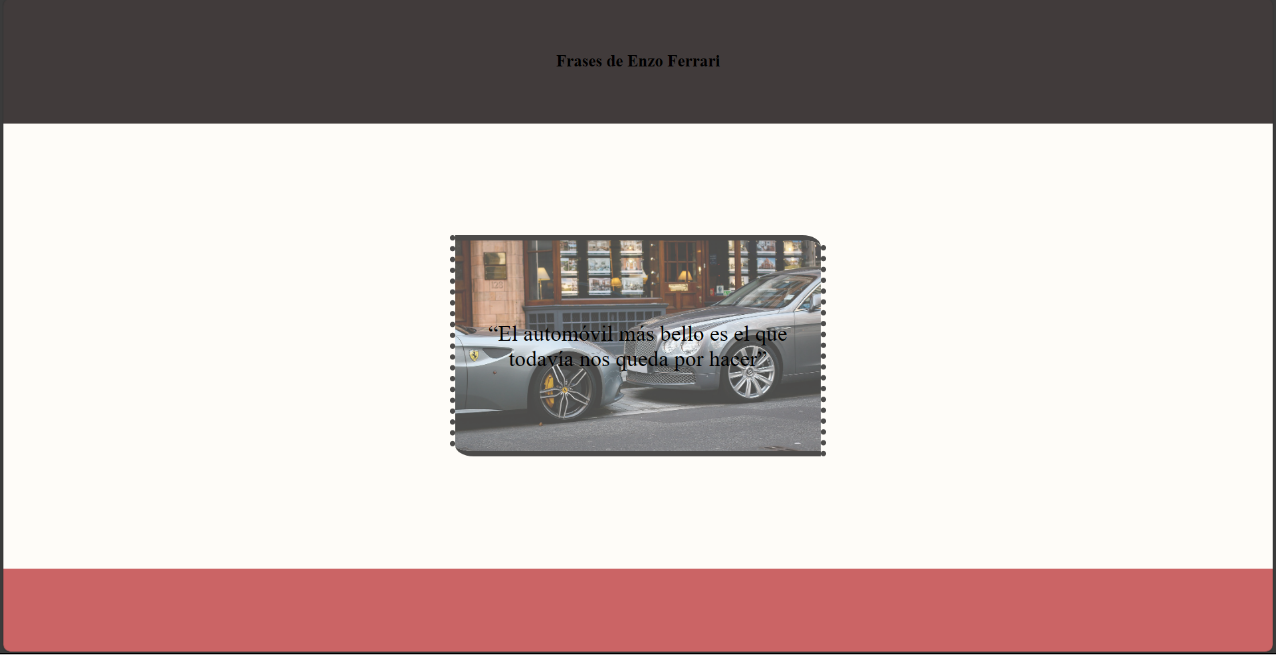 Frases de Enzo Ferrari
“El automóvil más bello es el que
todavía nos queda por hacer”